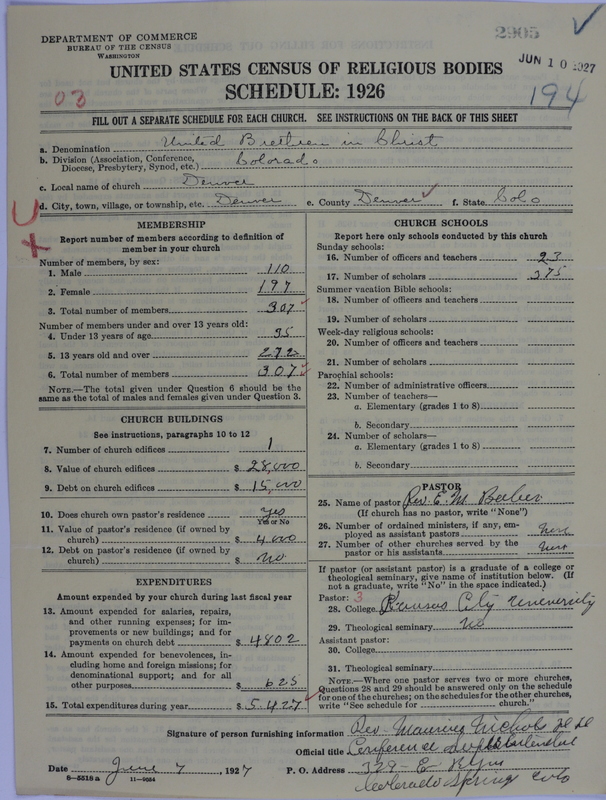 2905
DEPARTMENT OF COMMERCE
BUREAU OF THE CENSUS
WASHINGTON
JUN 10 1927
UNITED STATES CENSUS OF RELIGIOUS BODIES
SCHEDULE: 1926
03
194
FILL OUT A SEPARATE SCHEDULE FOR EACH CHURCH. SEE INSTRUCTIONS ON THE BACK OF THIS SHEET
a. Denomination United Brethren in Christ
b. Division (Association, Conference, Diocese, Presbytery, Synod, etc.) Colorado
c. Local name of church Denver
d. City, town, village, or township, etc. Denver e. County Denver f. State Colo
MEMBERSHIP
Report number of members according to definition of
member in your church
Number of members, by sex:
1. Male 110
2. Female 197
3. Total number of members 307
Number of members under and over 13 years old:
4. Under 13 years of age 35
5. 13 years old and over 272
6. Total number of members 307
NOTE.—The total given under Question 6 should be
same as the total of males and females given under Question 3.
CHURCH BUILDINGS
See instructions, paragraphs 10 to 12
7. Number of church edifices 1
8. Value of church edifices $ 28,000
9. Debt on church edifices $ 15,000
10. Does church own pastor's residence yes
Yes or No
11. Value of pastor's residence (if owned by
church) $ 4000
12. Debt on pastor's residence (if owned by
church) $ No
EXPENDITURES
Amount expended by your church during last fiscal year
13. Amount expended for salaries, repairs,
and other running expenses; for im-
provements or new buildings; and for
payments on church debt $ 4802
14. Amount expended for benevolences, in-
cluding home and foreign missions; for
denominational support; and for all
other purposes $ 625
15. Total expenditures during year $ 5,427
CHURCH SCHOOLS
Report here only schools conducted by this church
Sunday schools:
16. Number of officers and teachers 23
17. Number of scholars 375
Summer vacation Bible schools:
18. Number of officers and teachers
19. Number of scholars
Week-day religious schools:
20. Number of officers and teachers
21. Number of scholars
Parochial schools:
22. Number of administrative officers
23. Number of teachers—
a. Elementary (grades 1 to 8)
b. Secondary
24. Number of scholars—
a. Elementary (grades 1 to 8)
b. Secondary
PASTOR
25. Name of pastor Rev. E. M.
(If church has no pastor, write "None")
26. Number of ordained ministers, if any, em-
ployed as assistant pastors none
27. Number of other churches served by the
pastor or his assistants none
If pastor (or assistant pastor) is a graduate of a college or
theological seminary, give name of institution below. (If
not a graduate, write "No" in the space indicated.)
Pastor: 3
28. College Kansas City University
29. Theological seminary No
Assistant pastor:
30. College
31. Theological seminary
NOTE.—Where one pastor serves two or more churches,
Questions 28 and 29 should be answered only on the schedule
for one of the churches; on the schedules for the other churches,
write "See schedule for church."
Signature of person furnishing information Rev. Nichols
Official title Conference Superintendent
Date June 7, 1927 P. O. Address 329 E
8—5518a 11—9084 Colorado Springs Colo